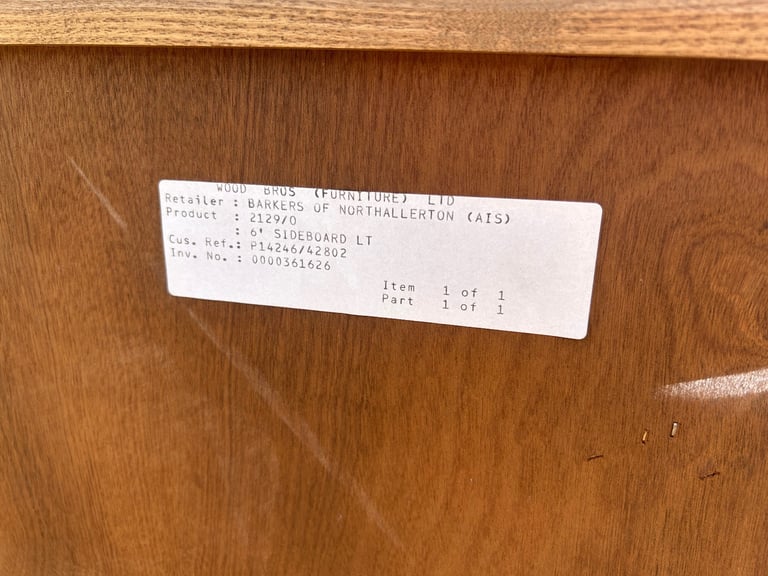 WOOD BROS (FURNITURE) LTD
Retailer : BARKERS OF NORTHALLERTON (AIS)
Product : 2129/0
: 6' SIDEBOARD LT
Cus. Ref.: P14246/42802
Inv. No. : 0000361626
Item 1 of 1
Part 1 of 1